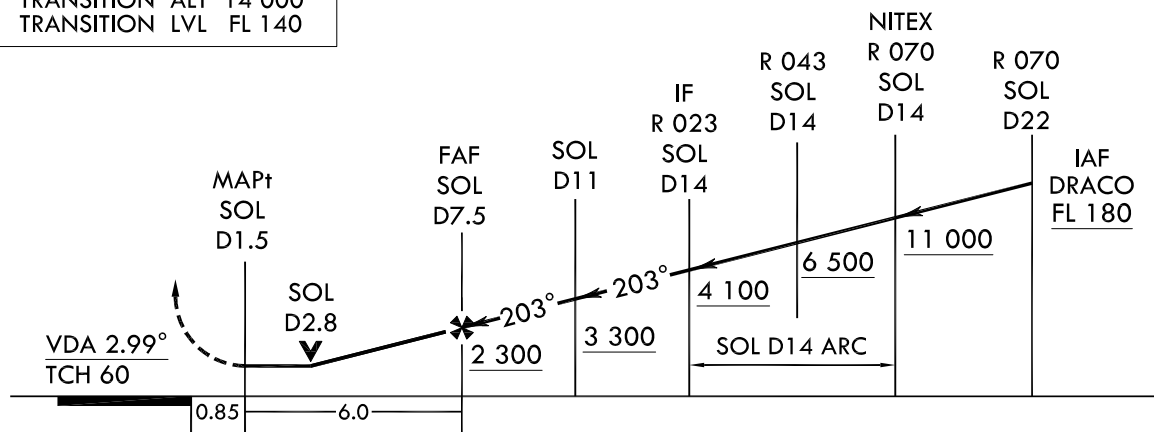 TRANSITION ALT 14 000
TRANSITION LVL FL 140
MAPt
SOL
D1.5
SOL
D2.8
FAF
SOL
D7.5
SOL
D11
IF
R 023
SOL
D14
R 043
SOL
D14
NITEX
R 070
SOL
D14
R 070
SOL
D22
IAF
DRACO
FL 180
11 000
6 500
4 100
203°
203°
3 300
2 300
SOL D14 ARC
VDA 2.99°
TCH 60
0.85
6.0